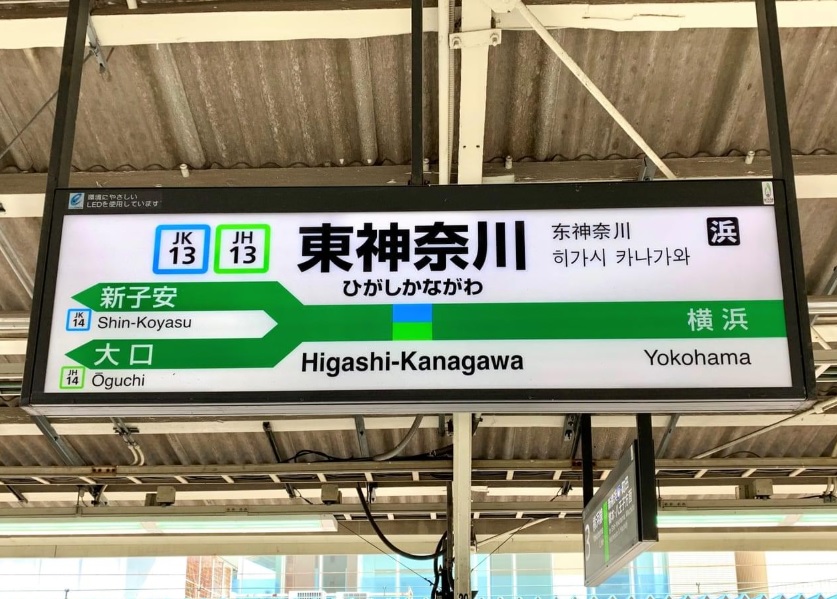 環境にやさしい
LEDを使用しています
JK
13
JH
13
東神奈川
ひがしかながわ
东神奈川
히가시 카나가와
浜
新子安
JK
14
Shin-Koyasu
大口
JH
14
Ōguchi
Higashi-Kanagawa
横浜
Yokohama
3